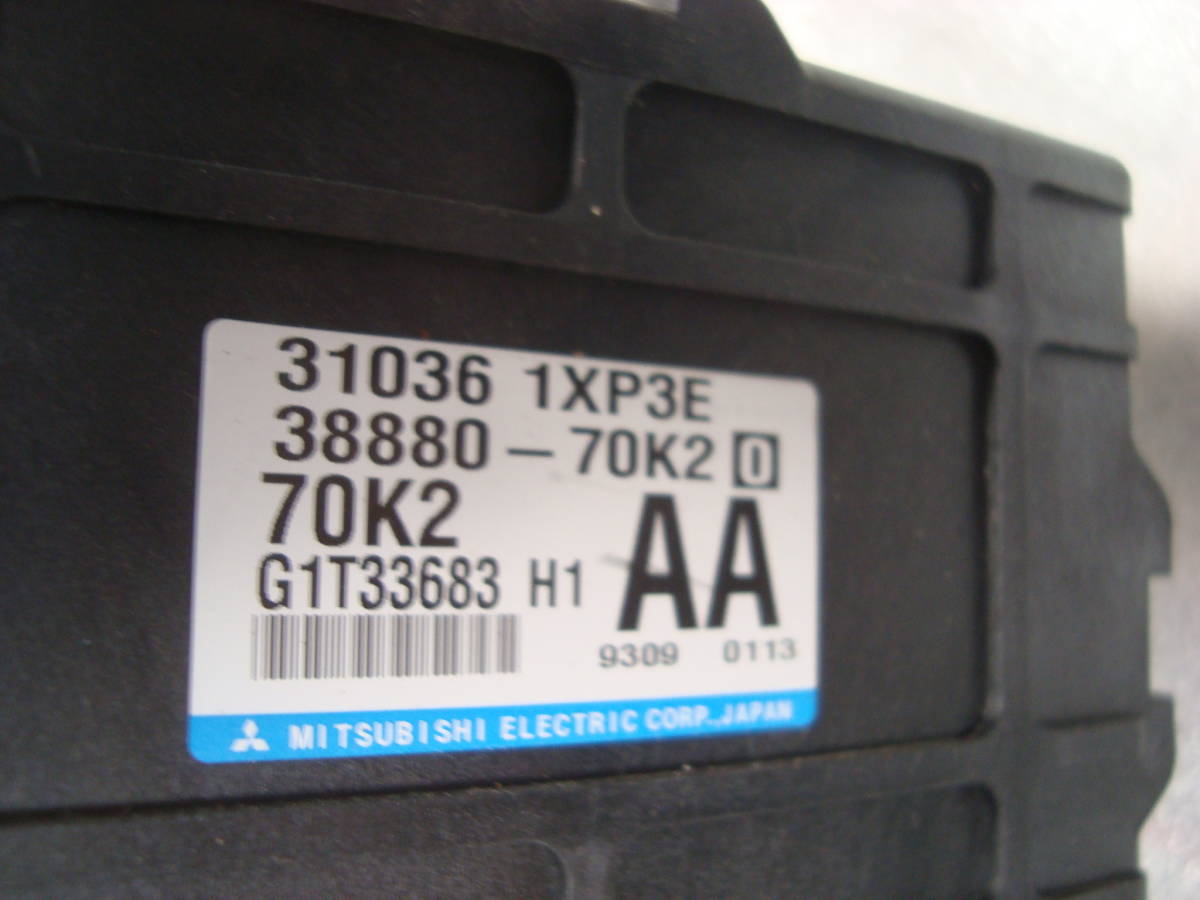 31036 1XP3E
38880-70K2 0
70K2
G1T33683 H1 AA
9309 0113
MITSUBISHI ELECTRIC CORP., JAPAN